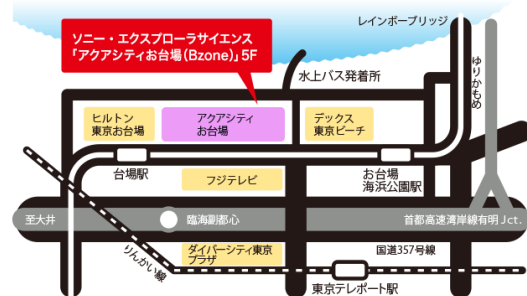 レインボーブリッジ
ソニー・エクスプローラサイエンス
「アクアシティお台場(Bzone)」5F
ゆりかもめ
水上バス発着所
ヒルトン
東京お台場
アクアシティ
お台場
デックス
東京ビーチ
台場駅
お台場
海浜公園駅
フジテレビ
至大井
臨海副都心
首都高速湾岸線有明Jct.
りんかい線
ダイバーシティ東京
プラザ
国道357号線
東京テレポート駅